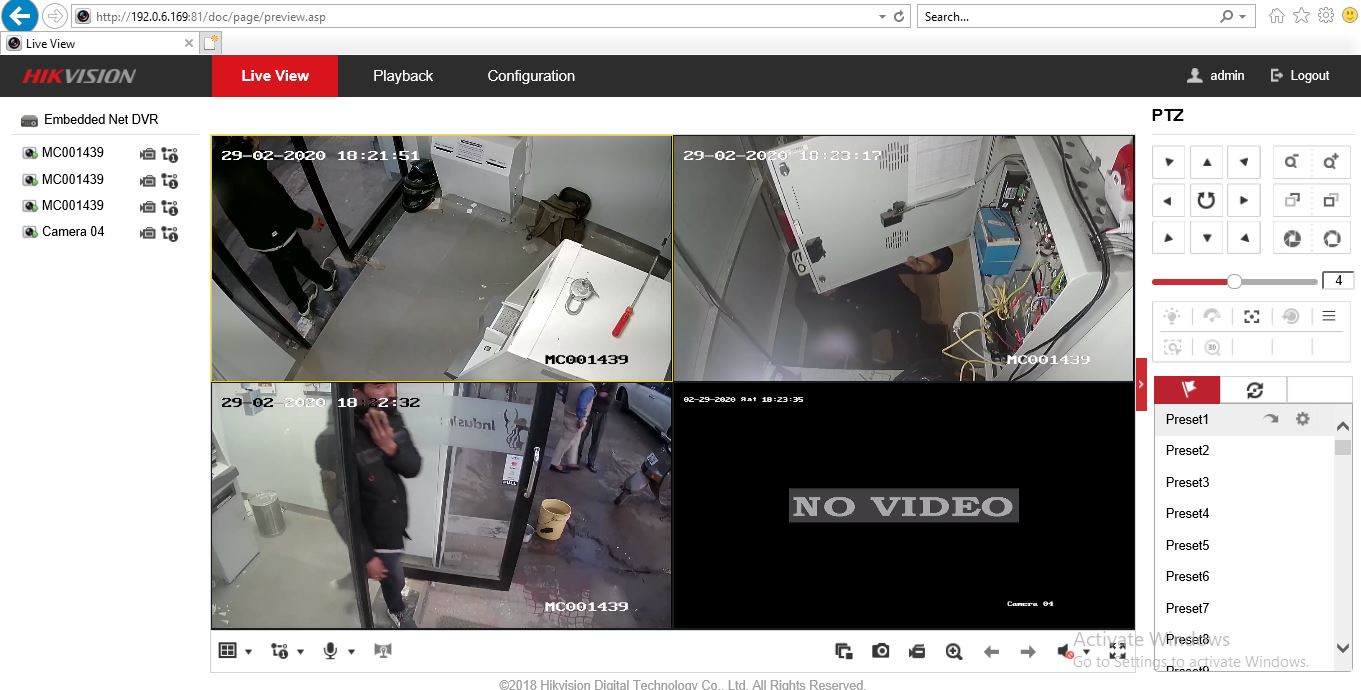 http://192.0.6.169:81/doc/page/preview.asp
Search...
Live View
HIKVISION
Live View
Playback
Configuration
admin
Logout
Embedded Net DVR
MC001439
MC001439
MC001439
Camera 04
29-02-2020 18:21:51
MC001439
29-02-2020 18:23:17
MC001439
29-02-2020 18:22:32
Indus
PULL
MC001439
02-29-2020 Sat 18:23:35
NO VIDEO
Camera 04
PTZ
4
3D
Preset1
Preset2
Preset3
Preset4
Preset5
Preset6
Preset7
Preset8
Preset9
Activate Windows
Go to Settings to activate Windows.
©2018 Hikvision Digital Technology Co., Ltd. All Rights Reserved.